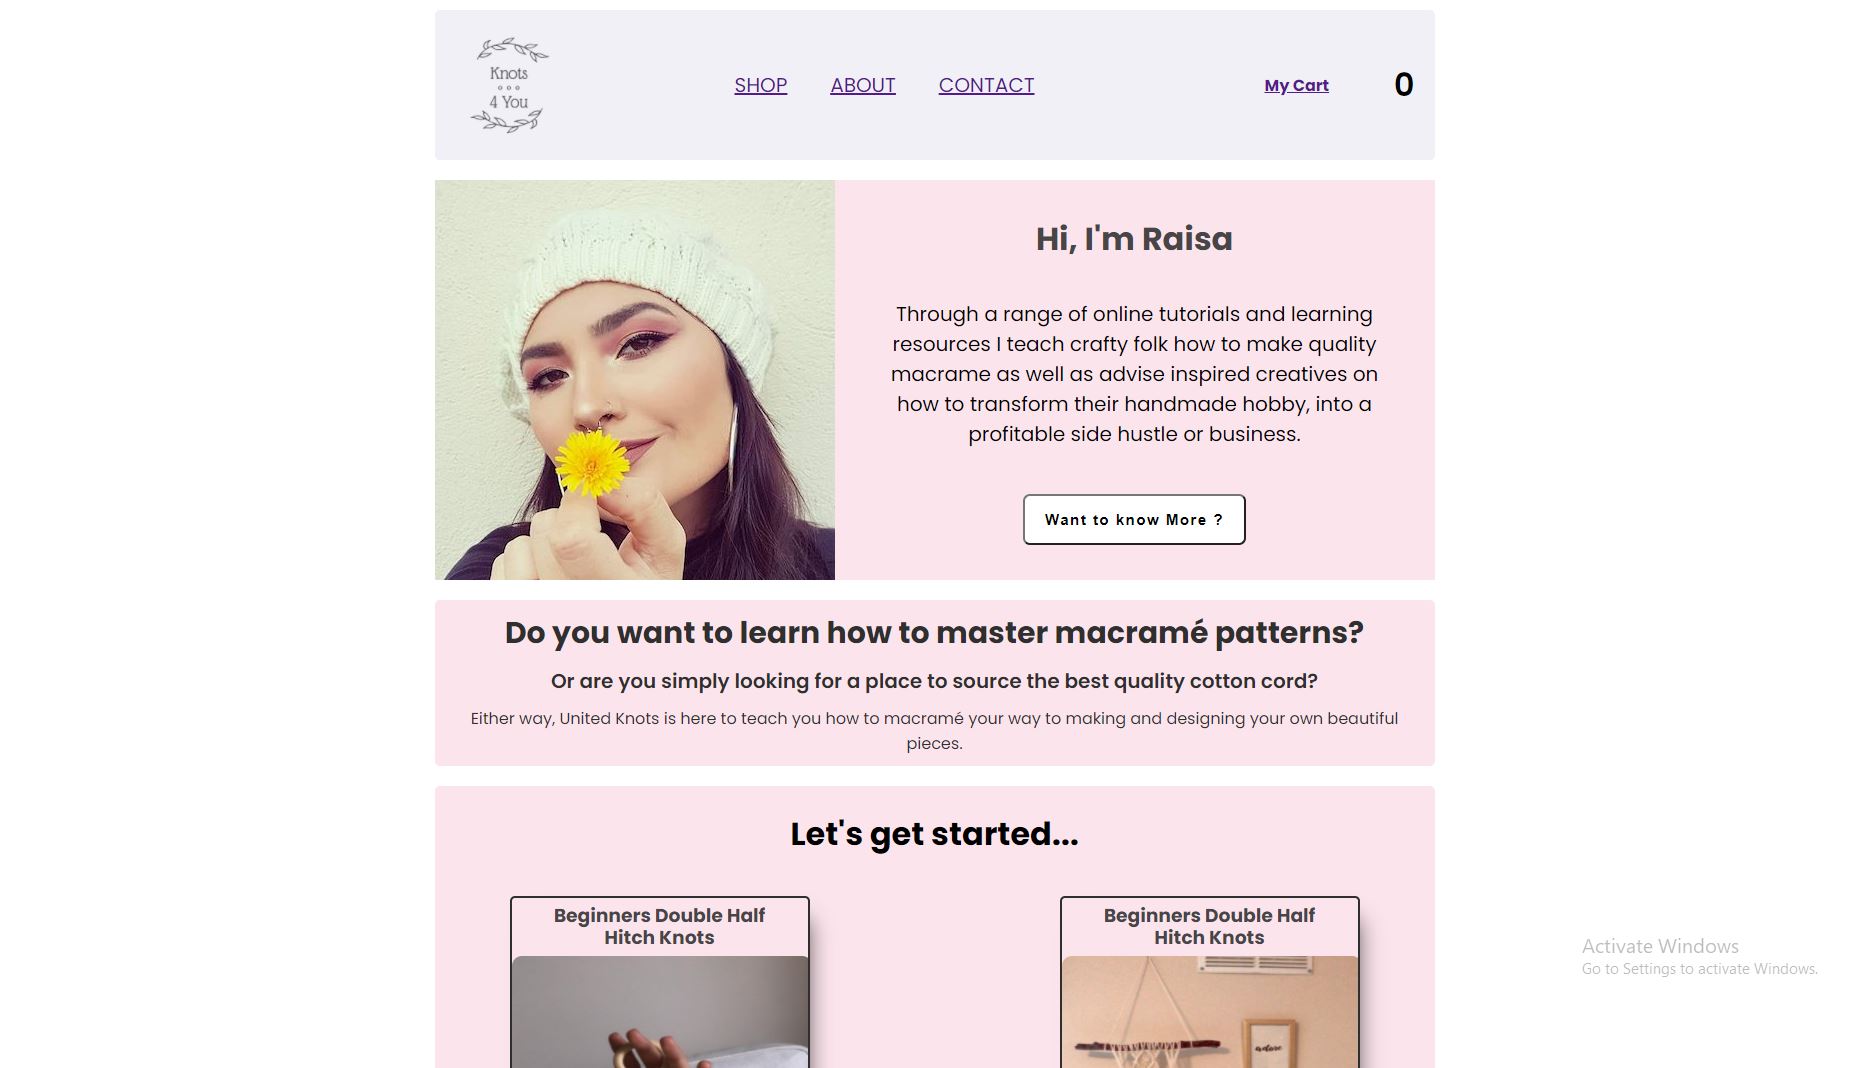 Knots
4 You
SHOP ABOUT CONTACT My Cart 0
Hi, I'm Raisa
Through a range of online tutorials and learning
resources I teach crafty folk how to make quality
macrame as well as advise inspired creatives on
how to transform their handmade hobby, into a
profitable side hustle or business.
Want to know More ?
Do you want to learn how to master macramé patterns?
Or are you simply looking for a place to source the best quality cotton cord?
Either way, United Knots is here to teach you how to macramé your way to making and designing your own beautiful
pieces.
Let's get started...
Beginners Double Half
Hitch Knots
Beginners Double Half
Hitch Knots
Activate Windows
Go to Settings to activate Windows.